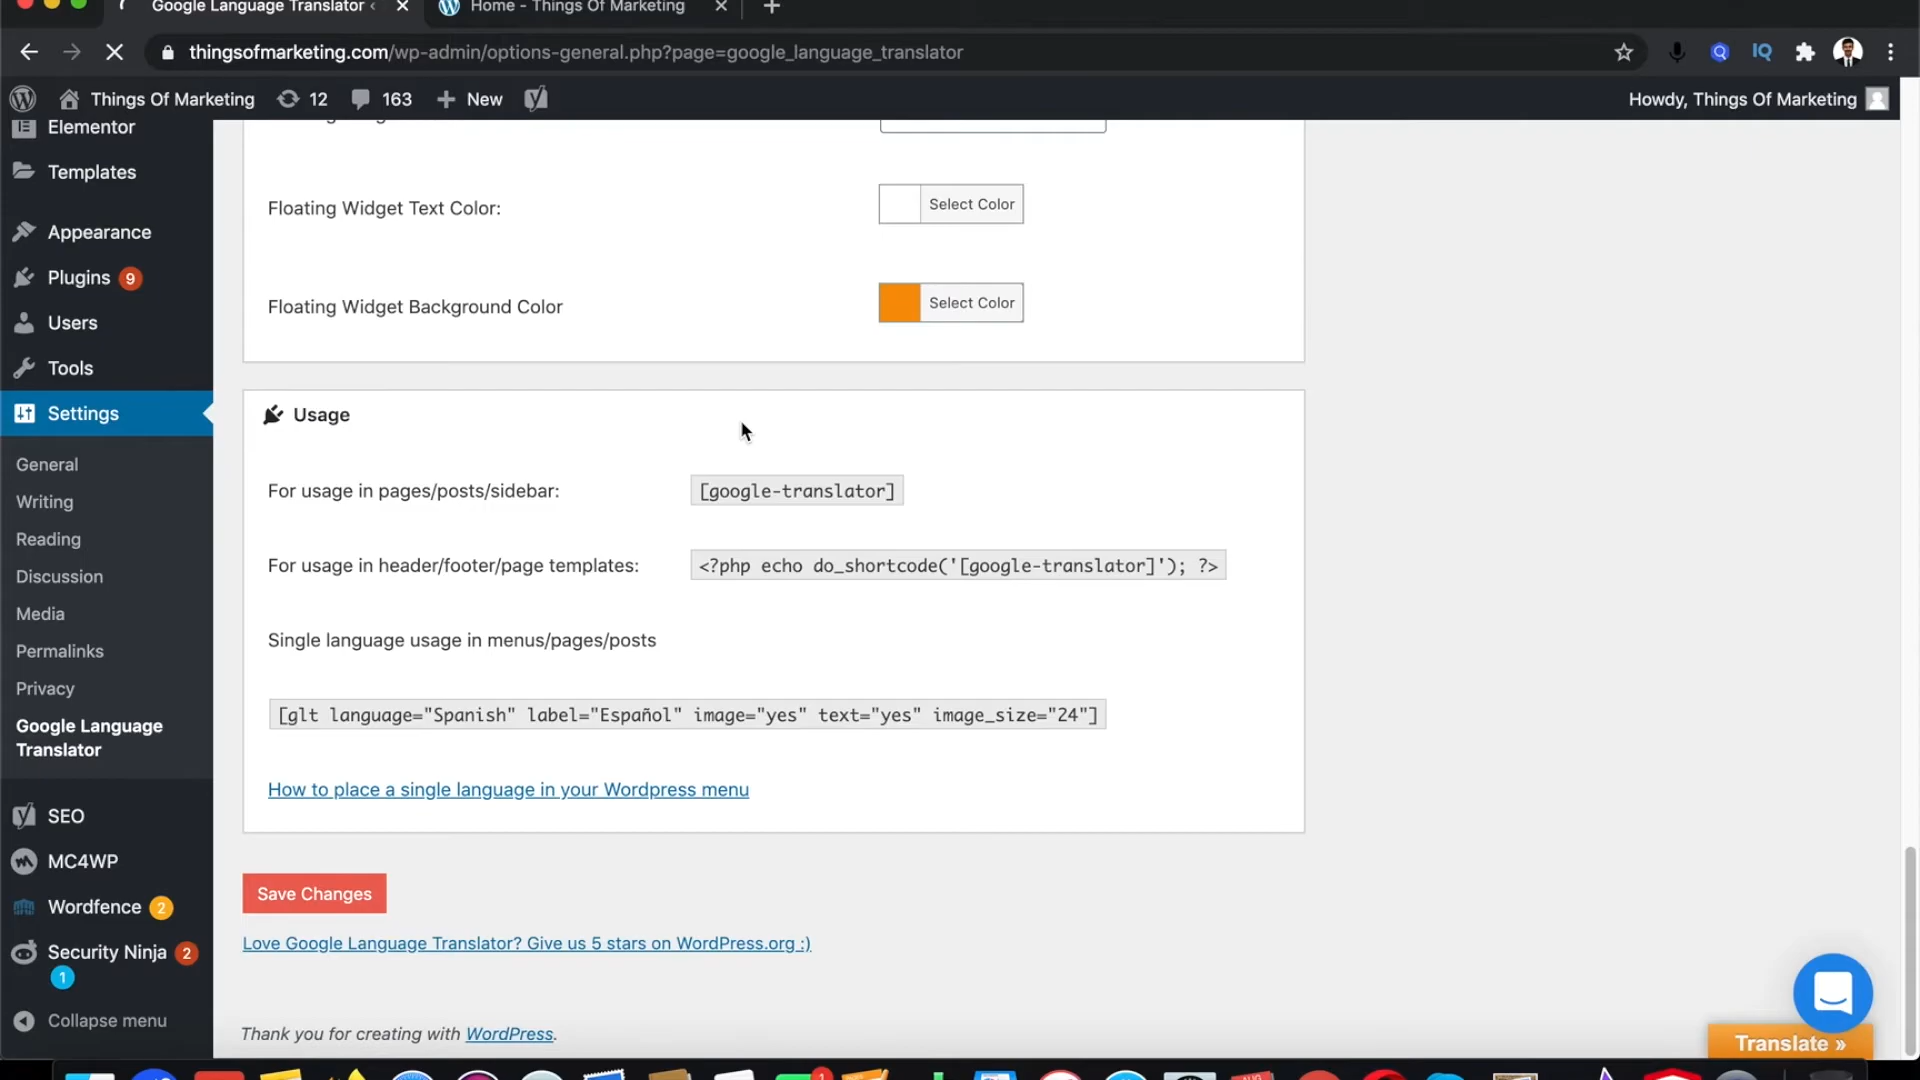 Google Language Translator ‹
Home - Things Of Marketing
thingsofmarketing.com/wp-admin/options-general.php?page=google_language_translator
Things Of Marketing
12
163
New
Howdy, Things Of Marketing
Elementor
Templates
Appearance
Plugins 9
Users
Tools
Settings
General
Writing
Reading
Discussion
Media
Permalinks
Privacy
Google Language
Translator
SEO
MC4WP
Wordfence 2
Security Ninja 2
1
Collapse menu
Floating Widget Text Color:
Select Color
Floating Widget Background Color
Select Color
Usage
For usage in pages/posts/sidebar:
[google-translator]
For usage in header/footer/page templates:
<?php echo do_shortcode('[google-translator]'); ?>
Single language usage in menus/pages/posts
[glt language="Spanish" label="Español" image="yes" text="yes" image_size="24"]
How to place a single language in your Wordpress menu
Save Changes
Love Google Language Translator? Give us 5 stars on WordPress.org :)
Thank you for creating with WordPress.
Translate »